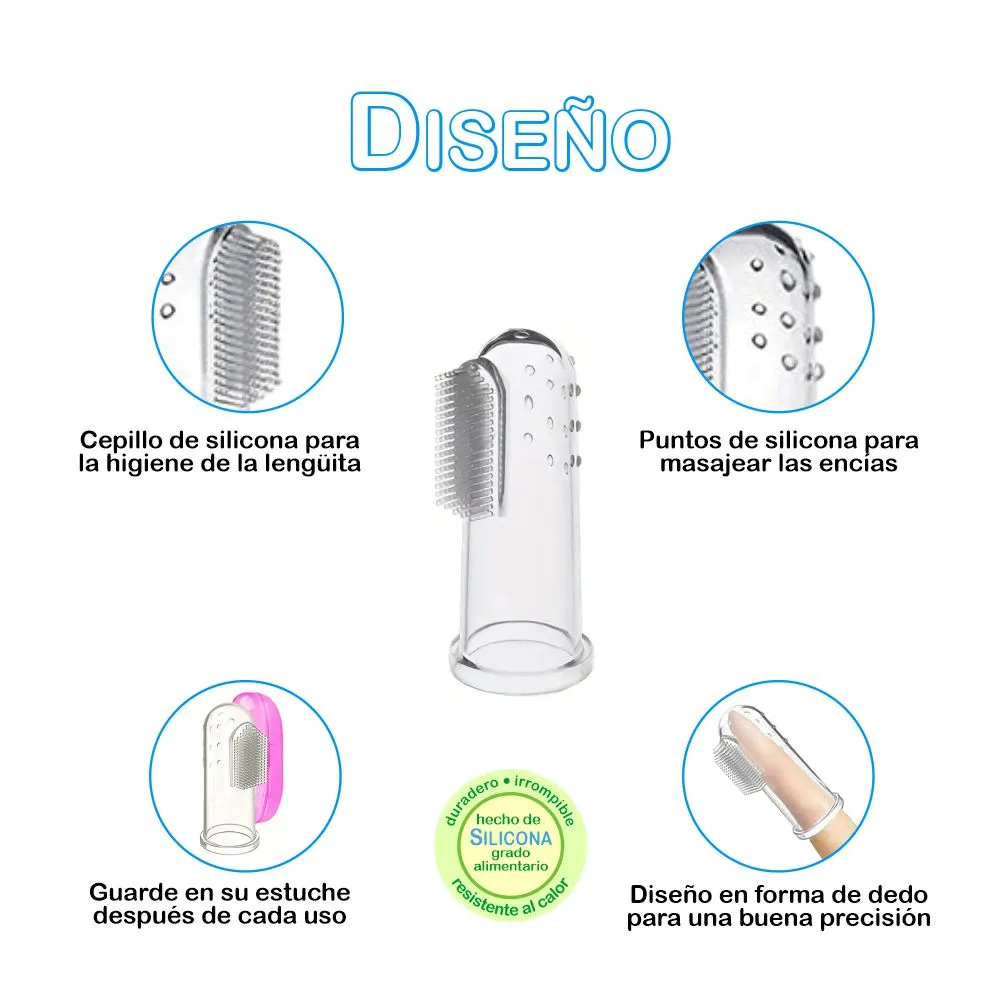 DISEÑO
Cepillo de silicona para
la higiene de la lengüita
Puntos de silicona para
masajear las encías
Guarde en su estuche
después de cada uso
duradero • irrompible
hecho de
SILICONA
grado
alimentario
resistente al calor
Diseño en forma de dedo
para una buena precisión